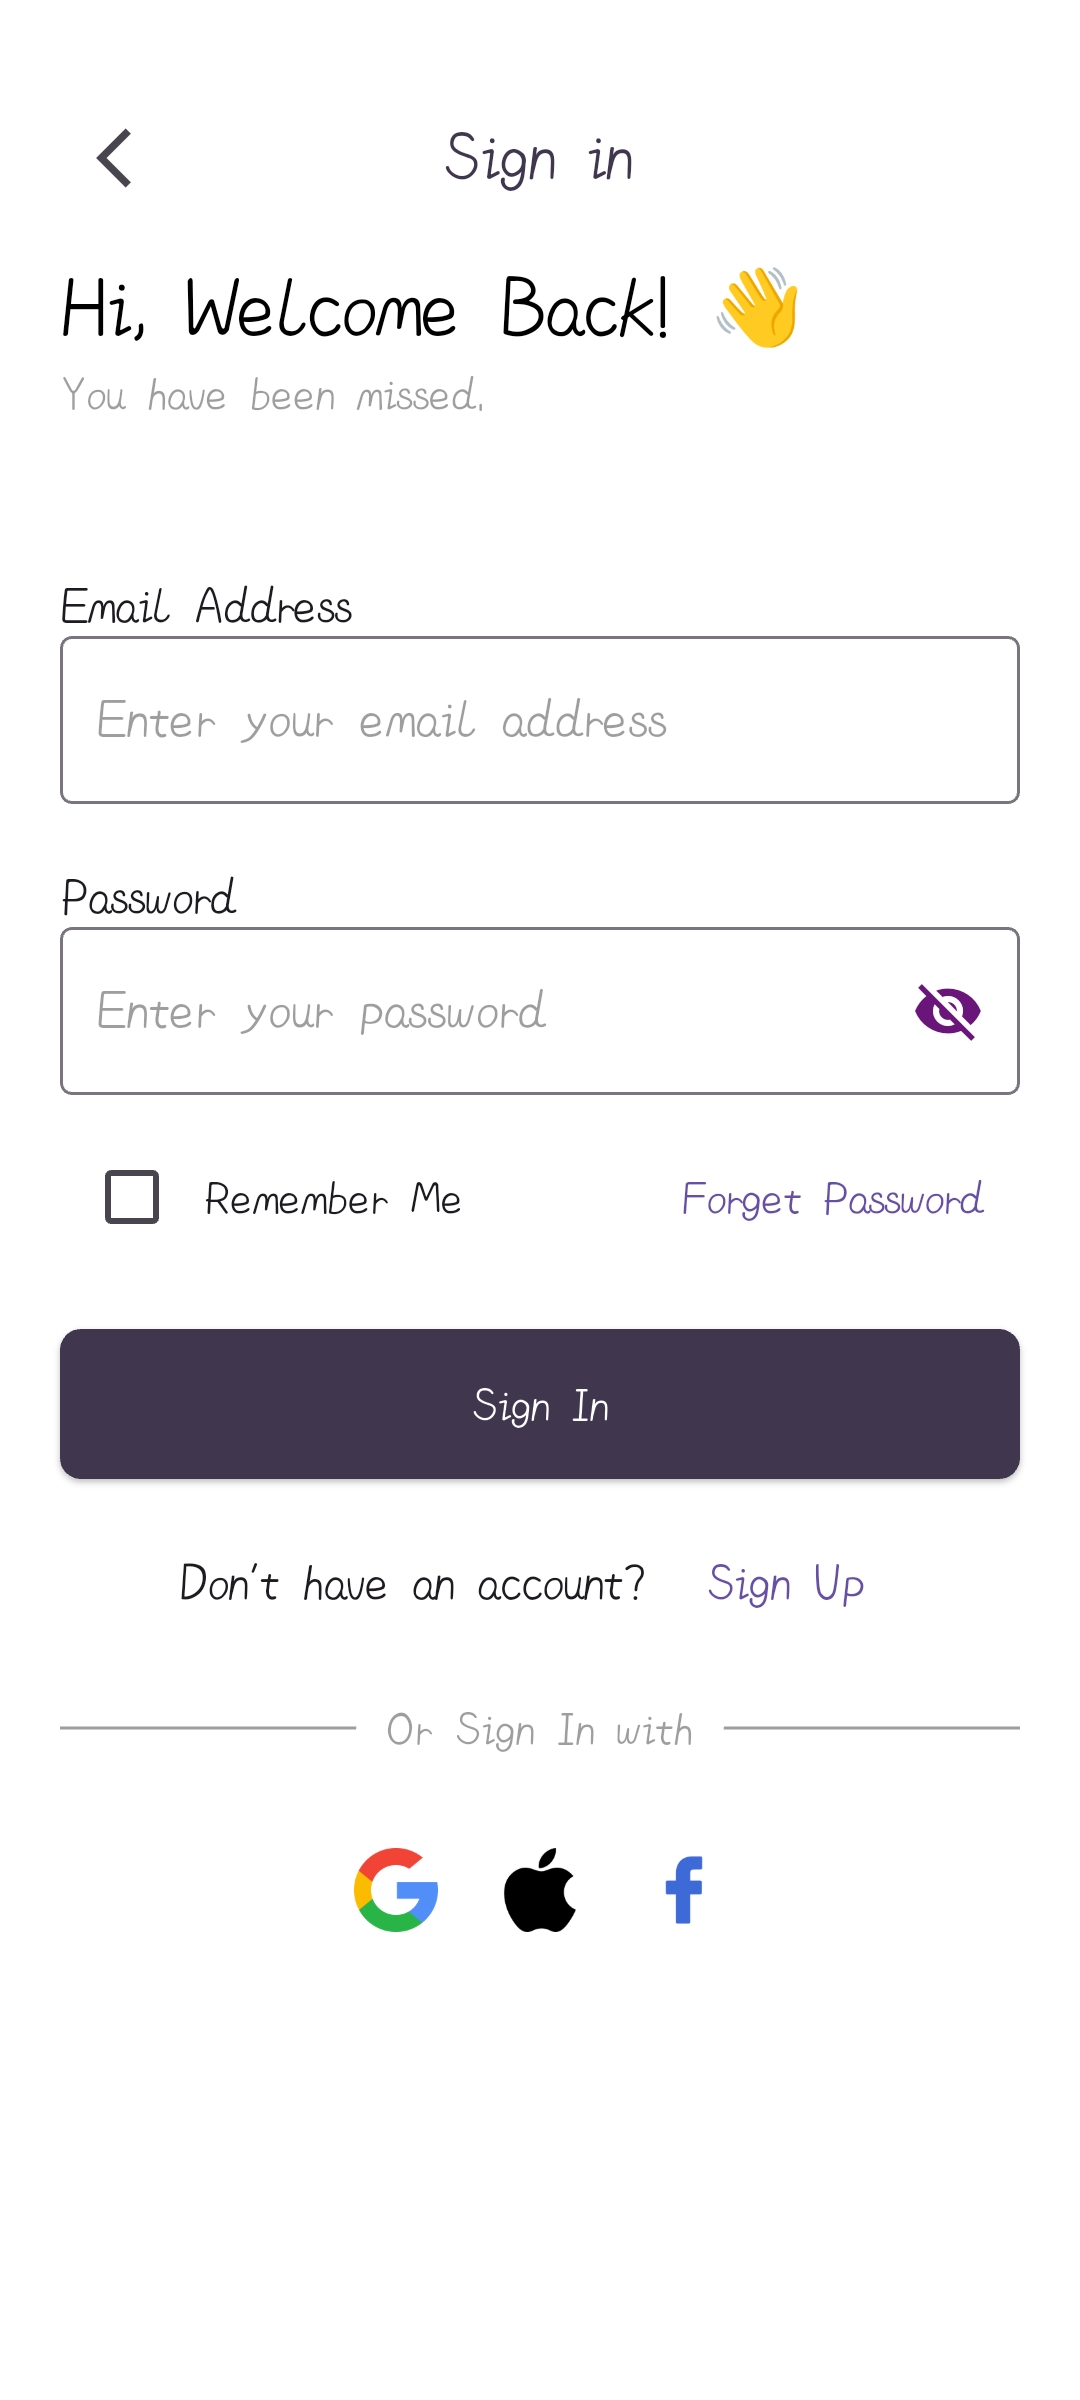 Sign in
Hi, Welcome Back! 👋
You have been missed.
Email Address
Enter your email address
Password
Enter your password
Remember Me Forget Password
Sign In
Don't have an account? Sign Up
Or Sign In with